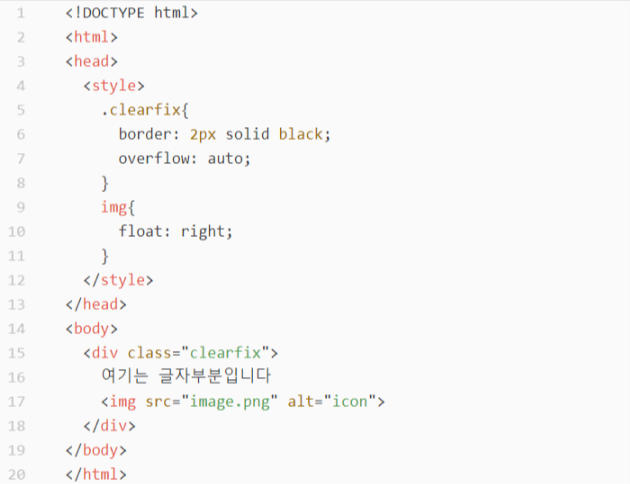 1 <!DOCTYPE html>
2 <html>
3 <head>
4 <style>
5 .clearfix{
6 border: 2px solid black;
7 overflow: auto;
8 }
9 img{
10 float: right;
11 }
12 </style>
13 </head>
14 <body>
15 <div class="clearfix">
16 여기는 글자부분입니다
17 <img src="image.png" alt="icon">
18 </div>
19 </body>
20 </html>